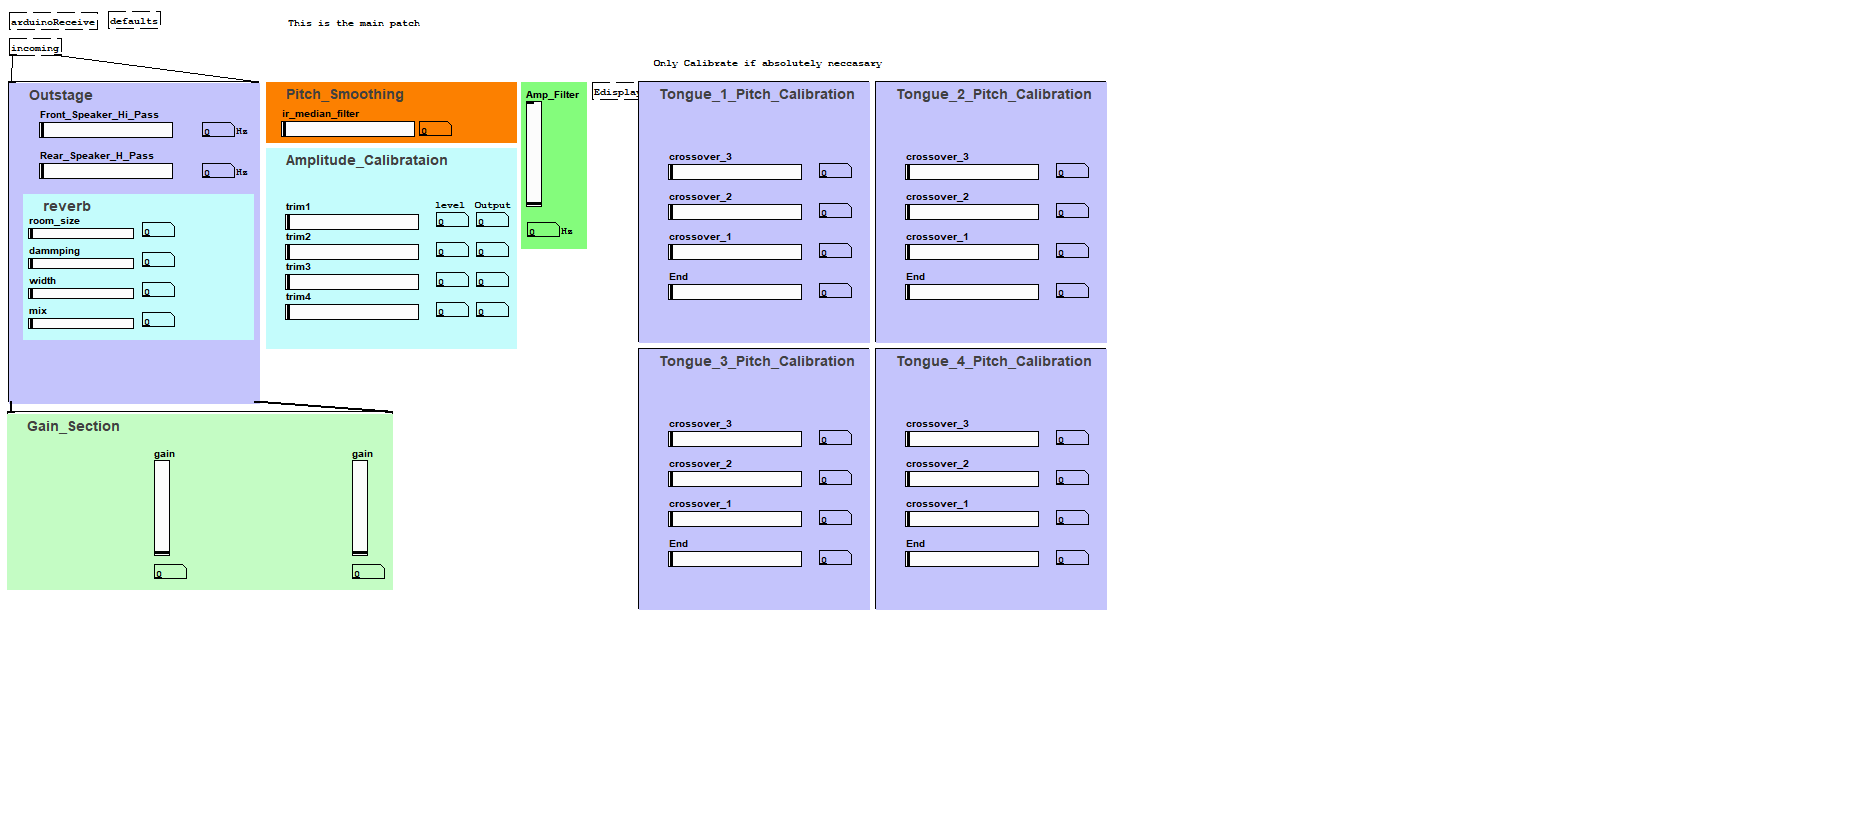 arduinoReceive
defaults
This is the main patch
incoming
Only Calibrate if absolutely neccasary
Outstage
Front_Speaker_Hi_Pass
0 Hz
Rear_Speaker_H_Pass
0 Hz
reverb
room_size
0
dammping
0
width
0
mix
0
Pitch_Smoothing
ir_median_filter
0
Amplitude_Calibrataion
level Output
trim1
0 0
trim2
0 0
trim3
0 0
trim4
0 0
Amp_Filter
0 Hz
Edisplay
Tongue_1_Pitch_Calibration
crossover_3
0
crossover_2
0
crossover_1
0
End
0
Tongue_2_Pitch_Calibration
crossover_3
0
crossover_2
0
crossover_1
0
End
0
Tongue_3_Pitch_Calibration
crossover_3
0
crossover_2
0
crossover_1
0
End
0
Tongue_4_Pitch_Calibration
crossover_3
0
crossover_2
0
crossover_1
0
End
0
Gain_Section
gain
0
gain
0